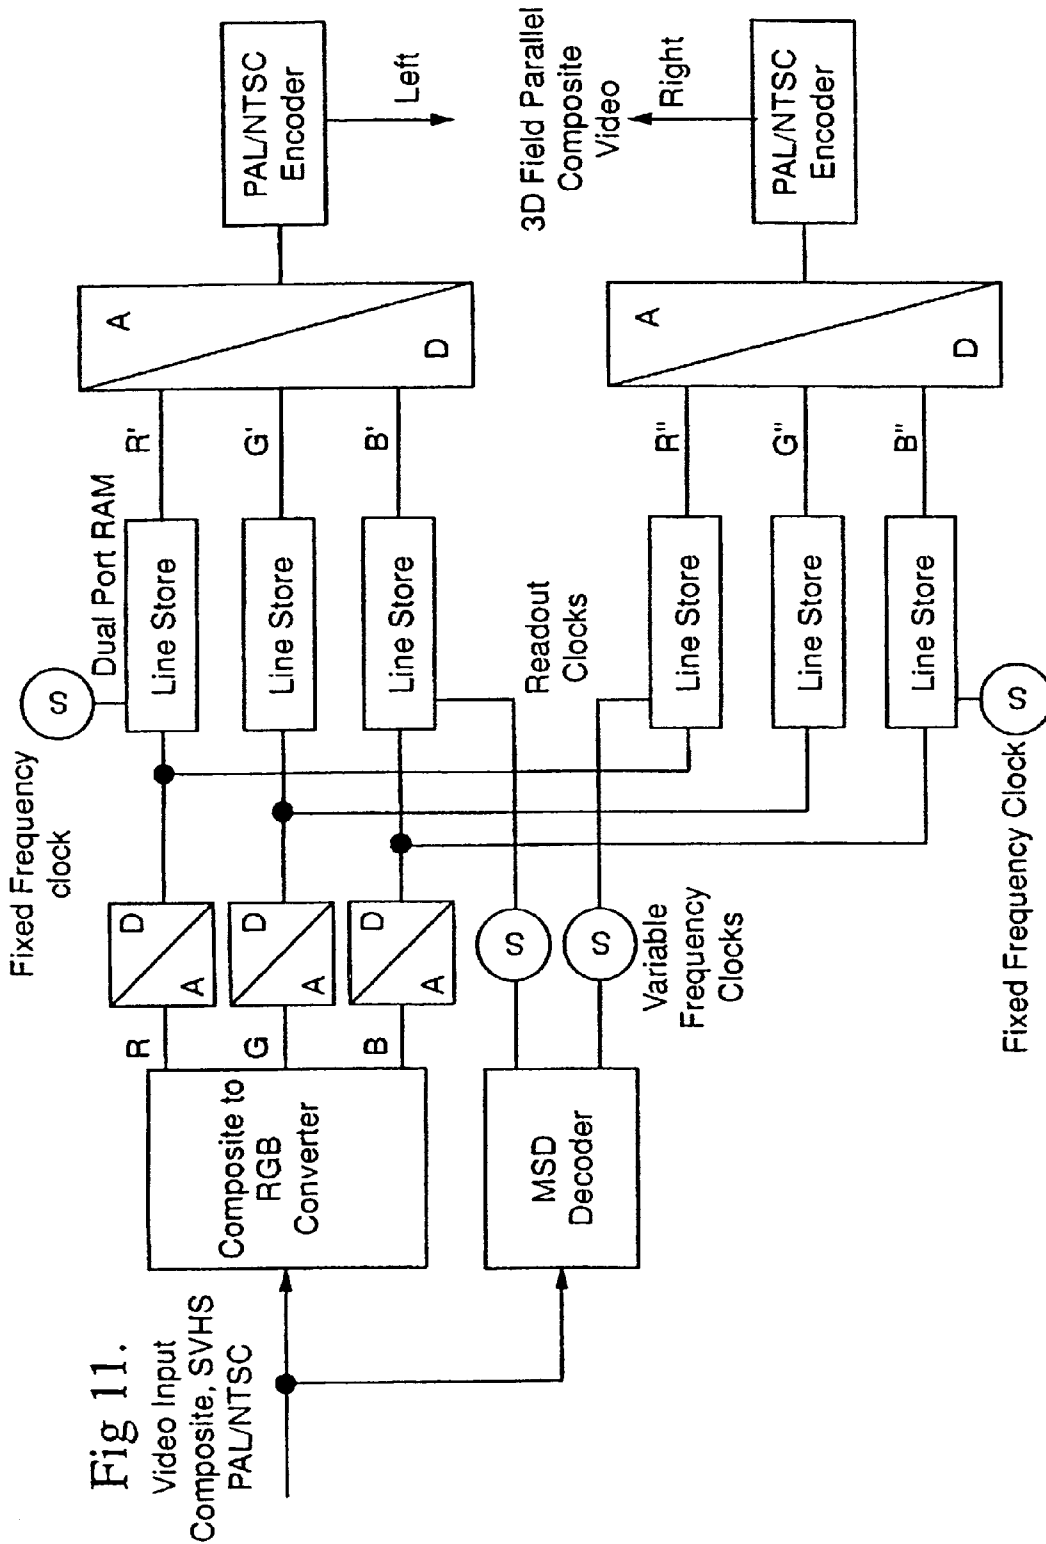 Fig 11.
Video Input
Composite, SVHS
PAL/NTSC
Composite to
RGB
Converter
MSD
Decoder
R
G
B
D
A
D
A
D
A
Fixed Frequency
clock
S
Dual Port RAM
Line Store
Line Store
Line Store
S
S
Variable
Frequency
Clocks
Readout
Clocks
Line Store
Line Store
Line Store
S
Fixed Frequency Clock
R'
G'
B'
A
D
R"
G"
B"
A
D
PAL/NTSC
Encoder
Left
3D Field Parallel
Composite
Video
Right
PAL/NTSC
Encoder